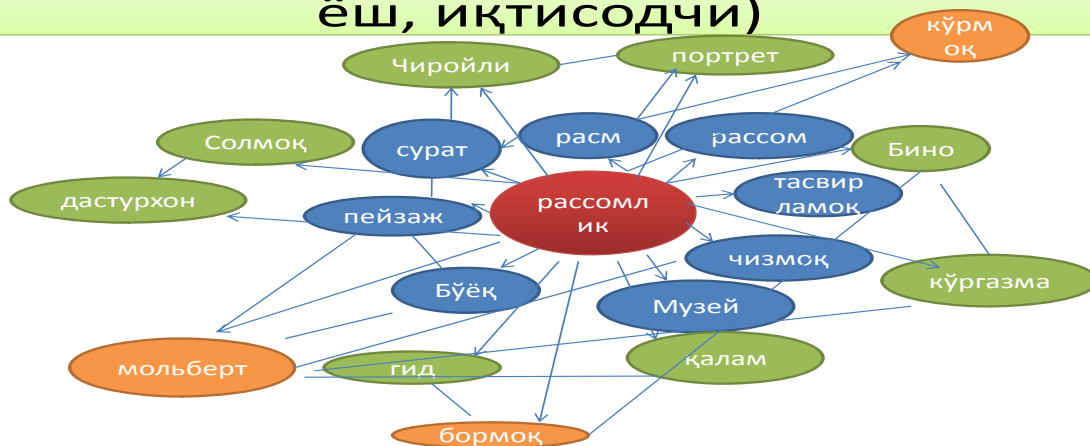 ёш, иқтисодчи)
кўрм
оқ
портрет
Чиройли
расм
рассом
Солмоқ
сурат
Бино
тасвир
ламоқ
дастурхон
пейзаж
рассомл
ик
чизмоқ
Бўёқ
кўргазма
Музей
мольберт
гид
қалам
бормоқ